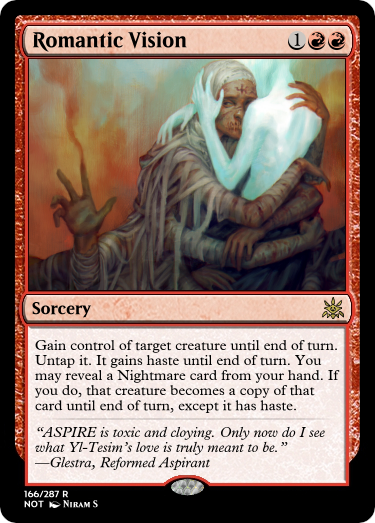 Romantic Vision 1
Sorcery
Gain control of target creature until end of turn.
Untap it. It gains haste until end of turn. You
may reveal a Nightmare card from your hand. If
you do, that creature becomes a copy of that
card until end of turn, except it has haste.
“ASPIRE is toxic and cloying. Only now do I see
what Yl-Tesim’s love is truly meant to be.”
—Glestra, Reformed Aspirant
166/287 R
NOT Niram S